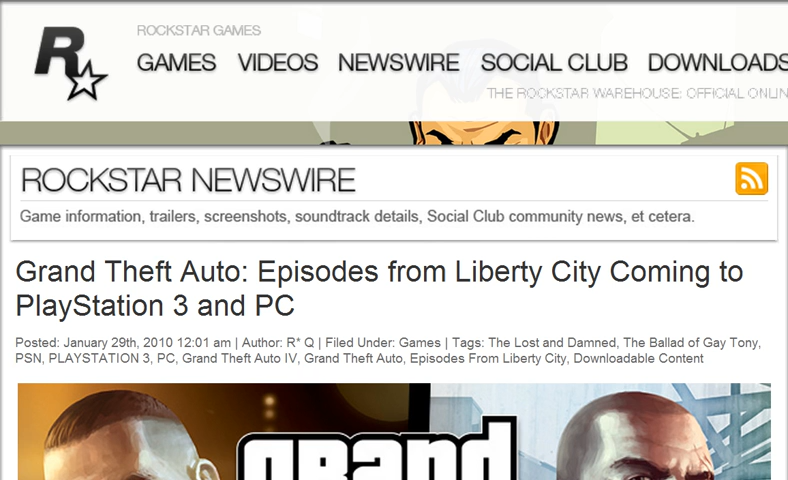 R
ROCKSTAR GAMES
GAMES VIDEOS NEWSWIRE SOCIAL CLUB DOWNLOADS
THE ROCKSTAR WAREHOUSE: OFFICIAL ONLIN
ROCKSTAR NEWSWIRE
Game information, trailers, screenshots, soundtrack details, Social Club community news, et cetera.
Grand Theft Auto: Episodes from Liberty City Coming to
PlayStation 3 and PC
Posted: January 29th, 2010 12:01 am | Author: R* Q | Filed Under: Games | Tags: The Lost and Damned, The Ballad of Gay Tony,
PSN, PLAYSTATION 3, PC, Grand Theft Auto IV, Grand Theft Auto, Episodes From Liberty City, Downloadable Content
grand